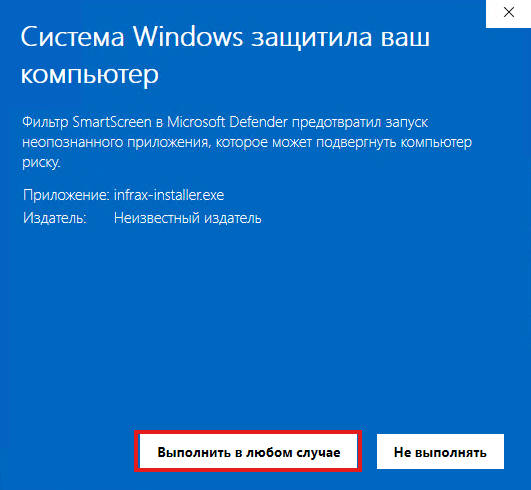 Система Windows защитила ваш
компьютер
Фильтр SmartScreen в Microsoft Defender предотвратил запуск
неопознанного приложения, которое может подвергнуть компьютер
риску.
Приложение: infrax-installer.exe
Издатель: Неизвестный издатель
Выполнить в любом случае Не выполнять